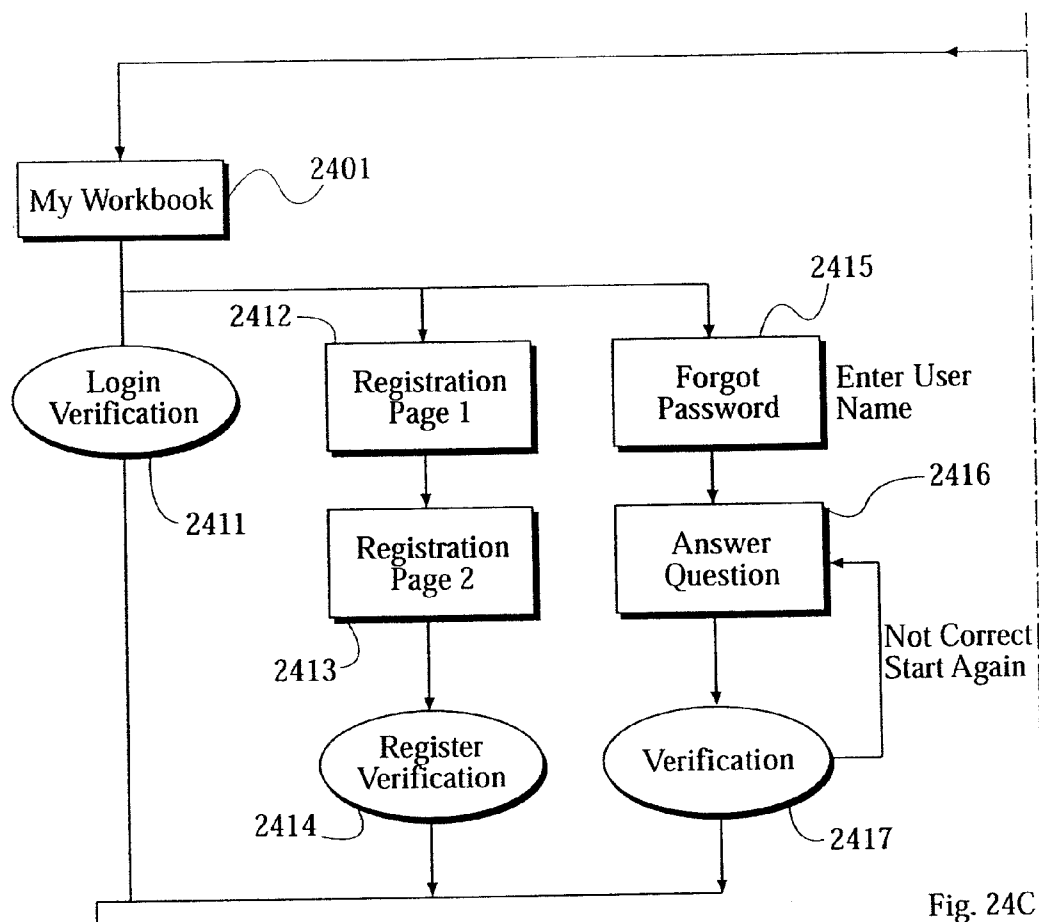 2401
My Workbook
2415
2412
Login
Verification
Registration
Page 1
Forgot
Password
Enter User
Name
2411
2416
Registration
Page 2
Answer
Question
2413
Not Correct
Start Again
Register
Verification
Verification
2414
2417
Fig. 24C